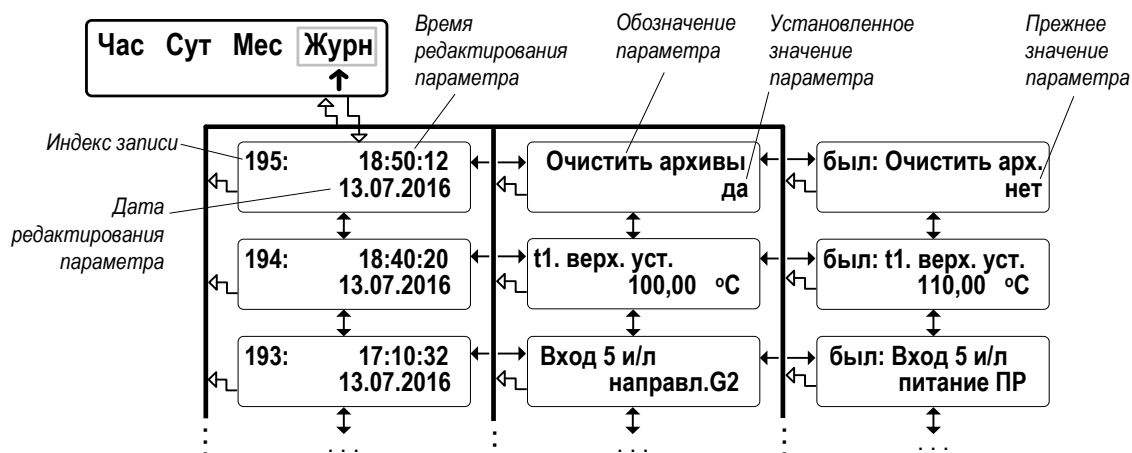 Час Сут Мес Журн
Время
редактирования
параметра
Обозначение
параметра
Установленное
значение
параметра
Прежнее
значение
параметра
Индекс записи
Дата
редактирования
параметра
195: 18:50:12
13.07.2016
Очистить архивы
да
был: Очистить арх.
нет
194: 18:40:20
13.07.2016
t1. верх. уст.
100,00 ºC
был: t1. верх. уст.
110,00 ºC
193: 17:10:32
13.07.2016
Вход 5 и/л
направл.G2
был: Вход 5 и/л
питание ПР
. . .
. . .
. . .